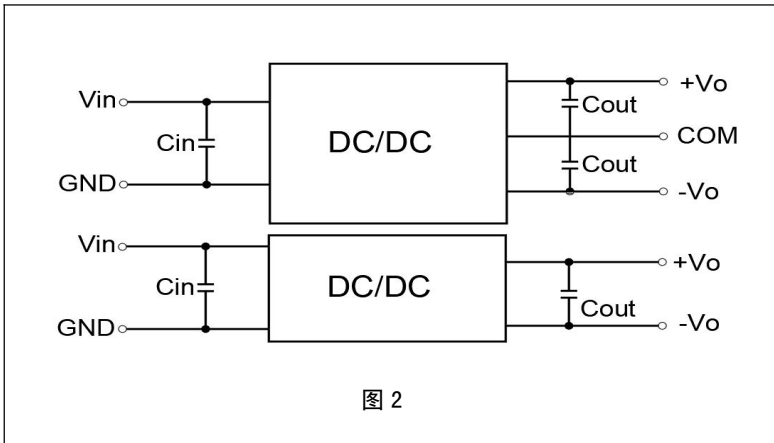 Vin
Cin
GND
DC/DC
+Vo
Cout
COM
Cout
-Vo
Vin
Cin
GND
DC/DC
+Vo
Cout
-Vo
图 2